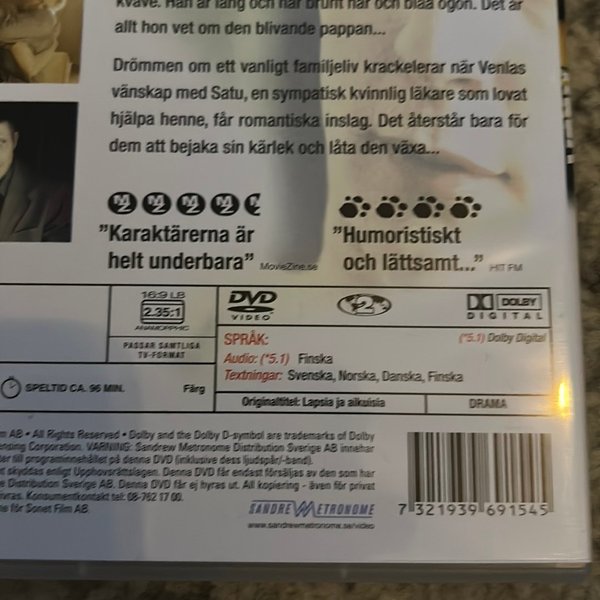 kväve. Han är lång och har brunt hår och blåa ögon. Det är
allt hon vet om den blivande pappan...
Drömmen om ett vanligt familjeliv krackelerar när Venlas
vänskap med Satu, en sympatisk kvinnlig läkare som lovat
hjälpa henne, får romantiska inslag. Det återstår bara för
dem att bejaka sin kärlek och låta den växa...
"Karaktärerna är
helt underbara" MovieZine.se
"Humoristiskt
och lättsamt..." HIT FM
16:9 LB
2.35:1
ANAMORPHIC
PASSAR SAMTLIGA
TV-FORMAT
SPELTID CA. 96 MIN.
Färg
DVD
VIDEO
2
DOLBY
DIGITAL
SPRÅK:
(*5.1) Dolby Digital
Audio: (*5.1) Finska
Textningar: Svenska, Norska, Danska, Finska
Originaltitel: Lapsia ja aikuisia
DRAMA
m AB • All Rights Reserved • Dolby and the Dolby D-symbol are trademarks of Dolby
ensing Corporation. VARNING: Sandrew Metronome Distribution Sverige AB innehar
ter till programinnehållet på denna DVD (inklusive dess ljudspår/-band).
t skyddas enligt Upphovsrättslagen. Denna DVD får endast försäljas av den som har
e Distribution Sverige AB. Denna DVD får ej hyras ut. All kopiering - även för privat
vras. Konsumentkontakt tel: 08-762 17 00.
ne för Sonet Film AB
SANDREW METRONOME
www.sandrewmetronome.se/video
7 321939 691545